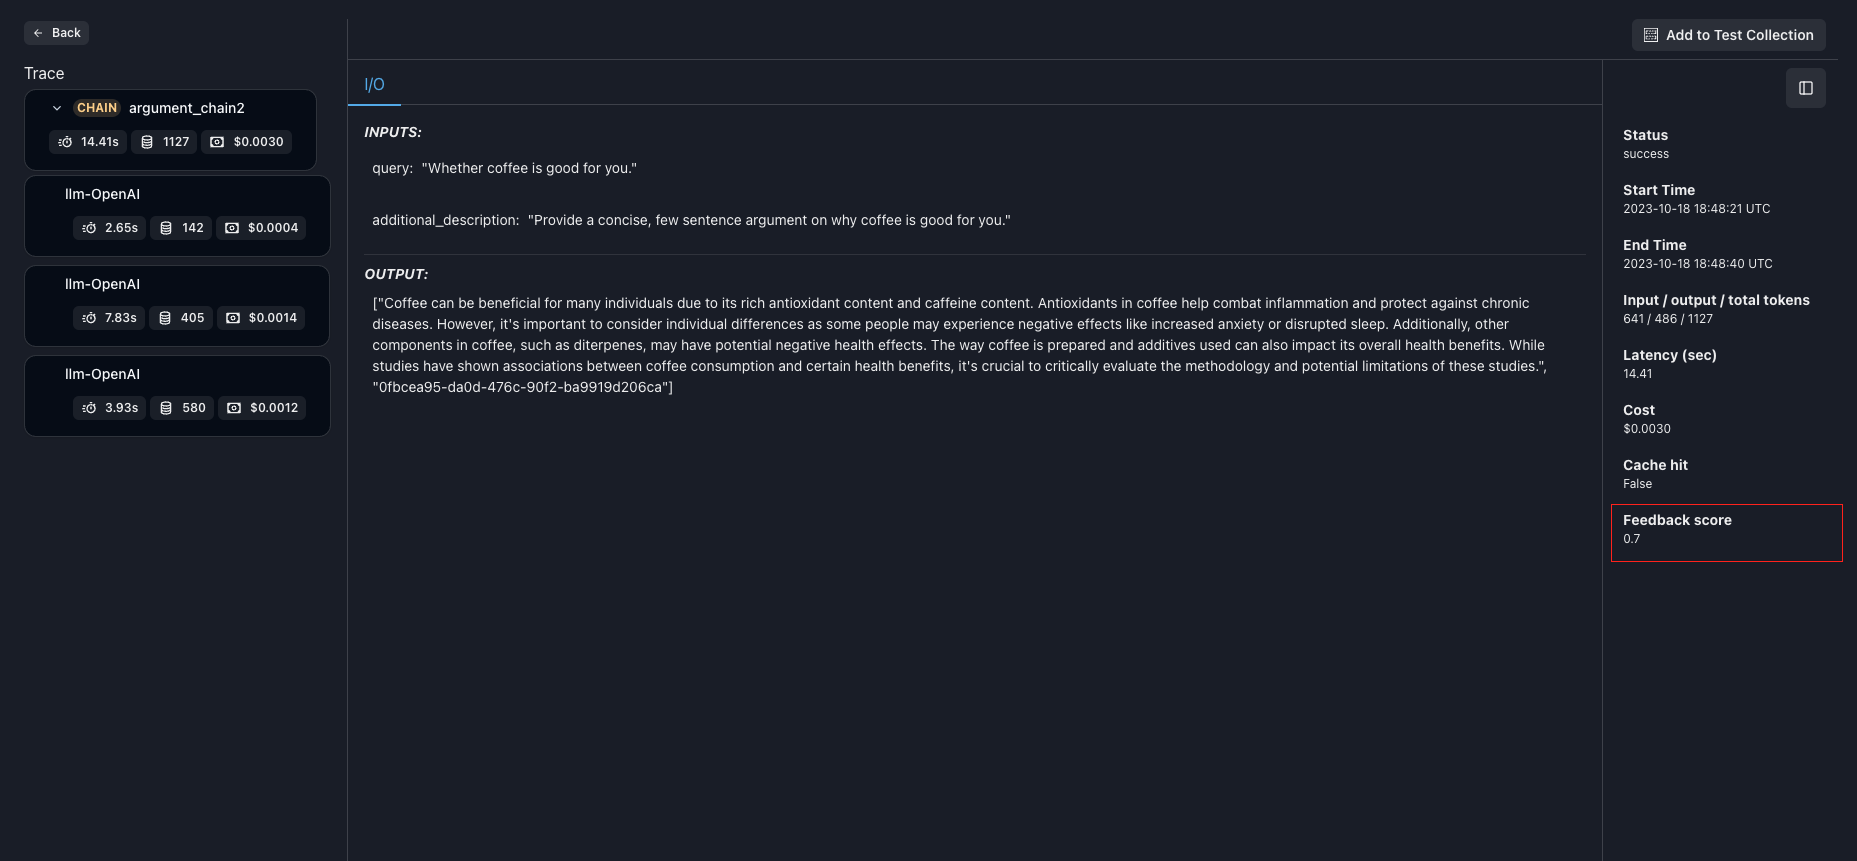 Back
Add to Test Collection
Trace
CHAIN argument_chain2
14.41s 1127 $0.0030
llm-OpenAI
2.65s 142 $0.0004
llm-OpenAI
7.83s 405 $0.0014
llm-OpenAI
3.93s 580 $0.0012
I/O
INPUTS:
query: "Whether coffee is good for you."
additional_description: "Provide a concise, few sentence argument on why coffee is good for you."
OUTPUT:
["Coffee can be beneficial for many individuals due to its rich antioxidant content and caffeine content. Antioxidants in coffee help combat inflammation and protect against chronic
diseases. However, it's important to consider individual differences as some people may experience negative effects like increased anxiety or disrupted sleep. Additionally, other
components in coffee, such as diterpenes, may have potential negative health effects. The way coffee is prepared and additives used can also impact its overall health benefits. While
studies have shown associations between coffee consumption and certain health benefits, it's crucial to critically evaluate the methodology and potential limitations of these studies.",
"0fbcea95-da0d-476c-90f2-ba9919d206ca"]
Status
success
Start Time
2023-10-18 18:48:21 UTC
End Time
2023-10-18 18:48:40 UTC
Input / output / total tokens
641 / 486 / 1127
Latency (sec)
14.41
Cost
$0.0030
Cache hit
False
Feedback score
0.7